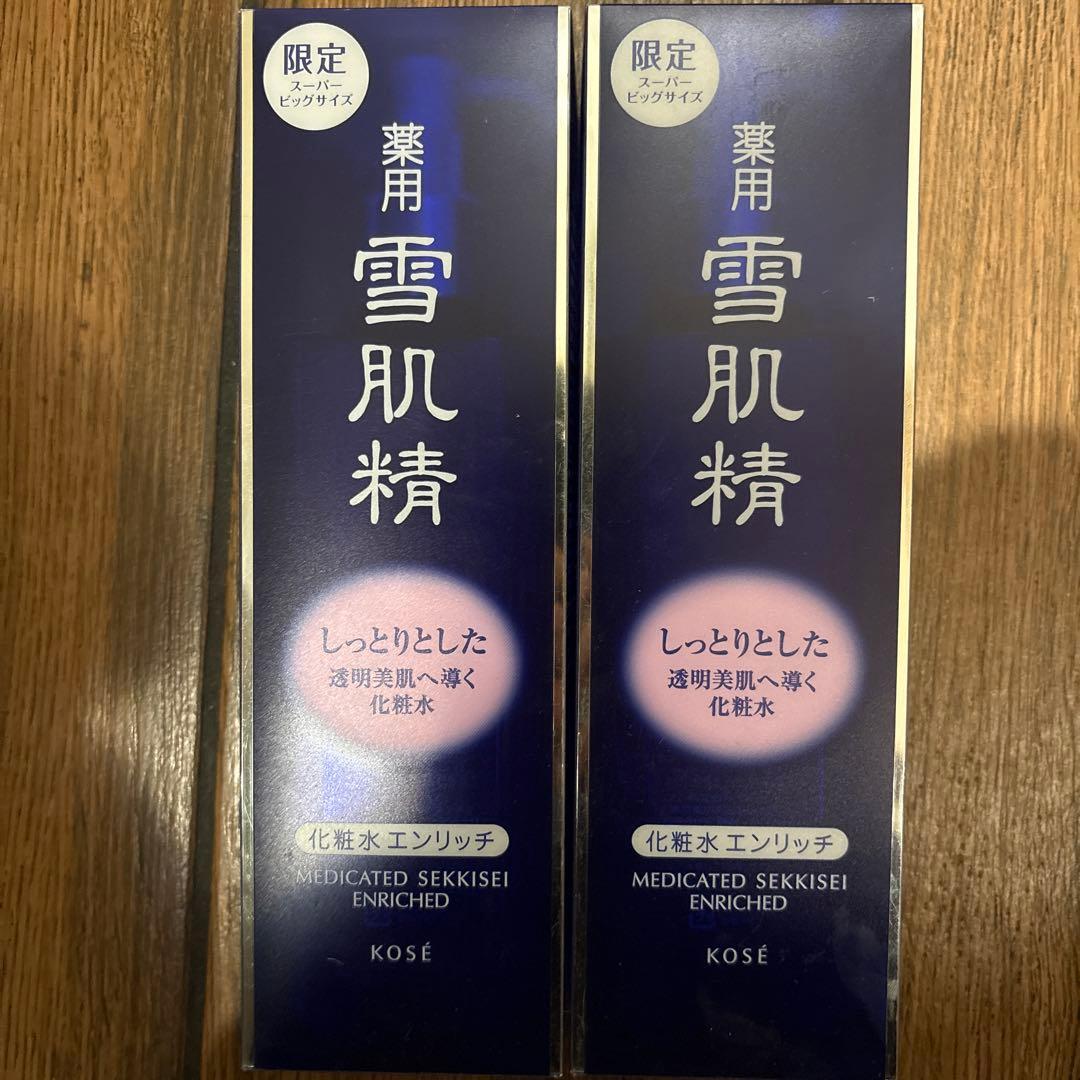 限定
スーパー
ビッグサイズ
薬用
雪肌精
しっとりとした
透明美肌へ導く
化粧水
化粧水 エンリッチ
MEDICATED SEKKISEI
ENRICHED
KOSÉ
限定
スーパー
ビッグサイズ
薬用
雪肌精
しっとりとした
透明美肌へ導く
化粧水
化粧水 エンリッチ
MEDICATED SEKKISEI
ENRICHED
KOSÉ